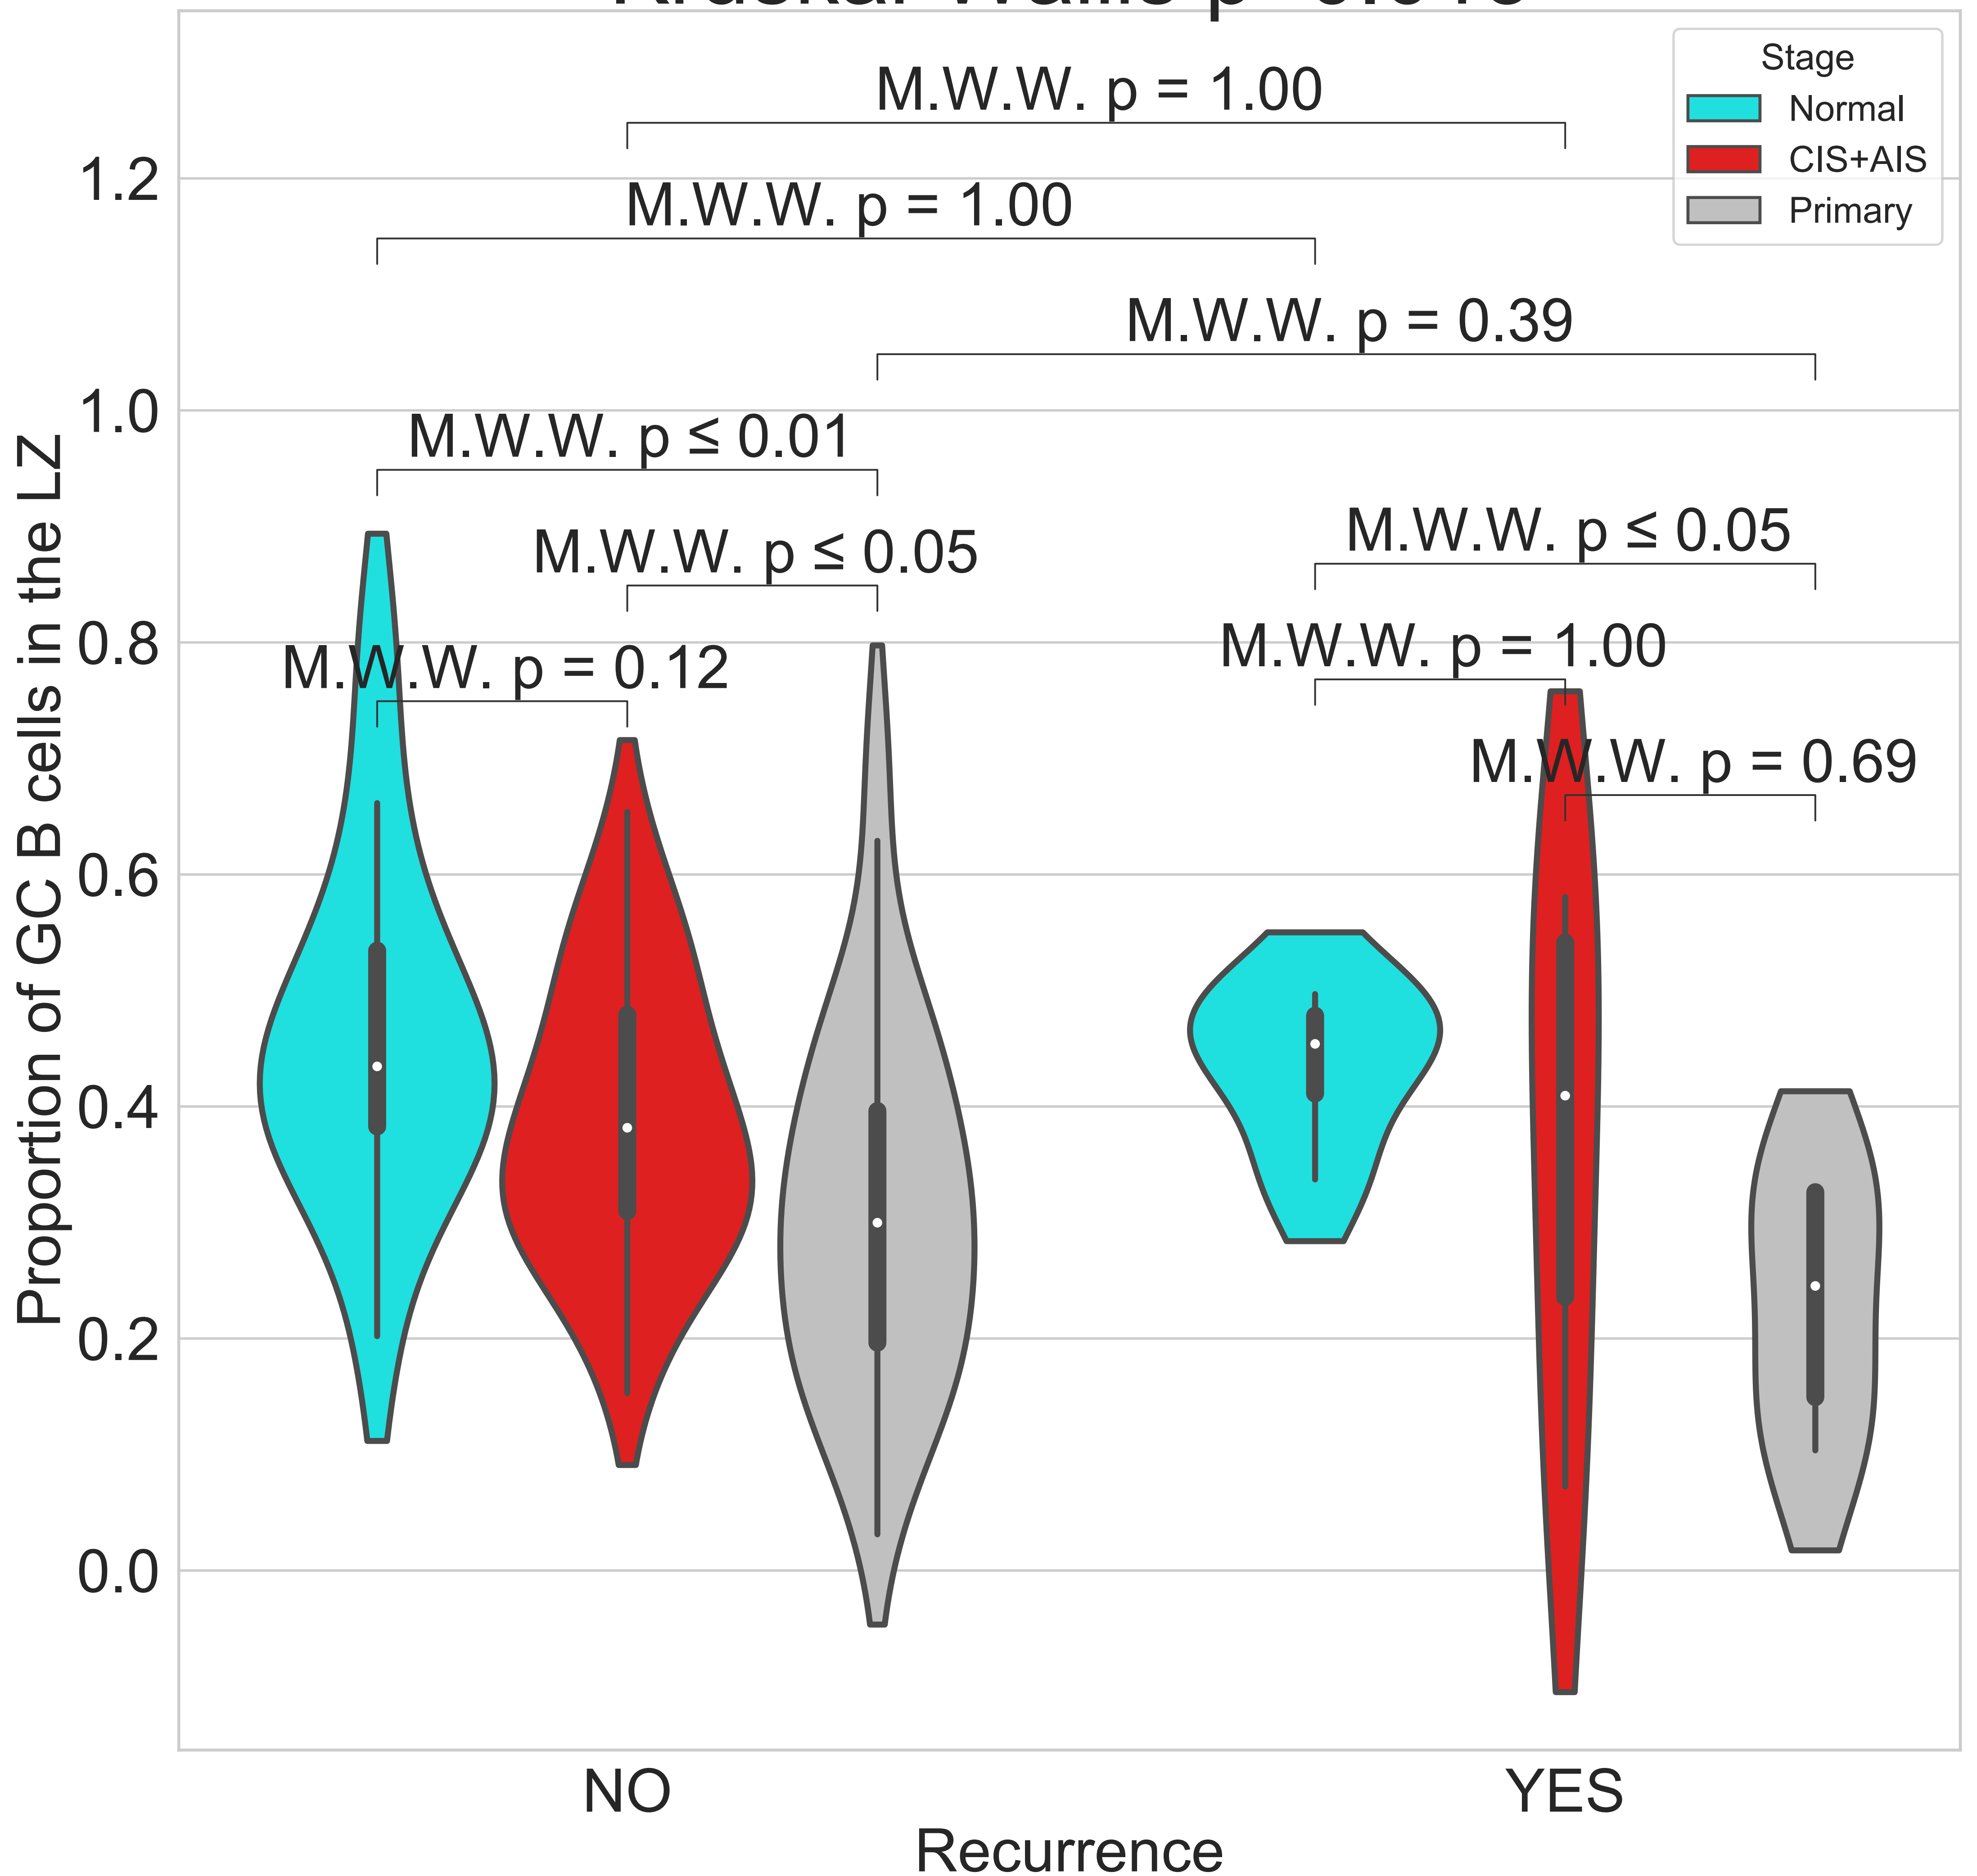 M.W.W. p = 1.00
Stage
Normal
CIS+AIS
Primary
M.W.W. p = 1.00
M.W.W. p = 0.39
M.W.W. p ≤ 0.01
M.W.W. p ≤ 0.05
M.W.W. p ≤ 0.05
M.W.W. p = 1.00
M.W.W. p = 0.12
M.W.W. p = 0.69
Proportion of GC B cells in the LZ
1.2
1.0
0.8
0.6
0.4
0.2
0.0
NO
YES
Recurrence